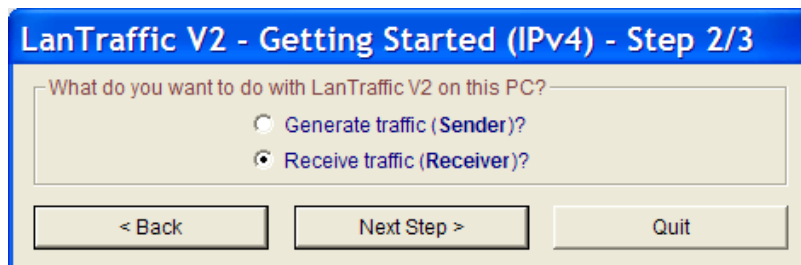 LanTraffic V2 - Getting Started (IPv4) - Step 2/3
What do you want to do with LanTraffic V2 on this PC?
Generate traffic (Sender)?
Receive traffic (Receiver)?
< Back
Next Step >
Quit